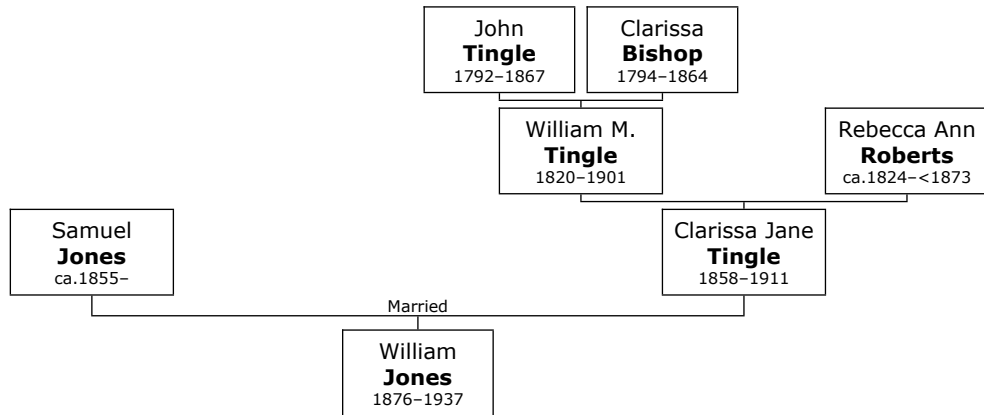 John
Tingle
1792–1867
Clarissa
Bishop
1794–1864
William M.
Tingle
1820–1901
Rebecca Ann
Roberts
ca.1824–<1873
Samuel
Jones
ca.1855–
Clarissa Jane
Tingle
1858–1911
Married
William
Jones
1876–1937